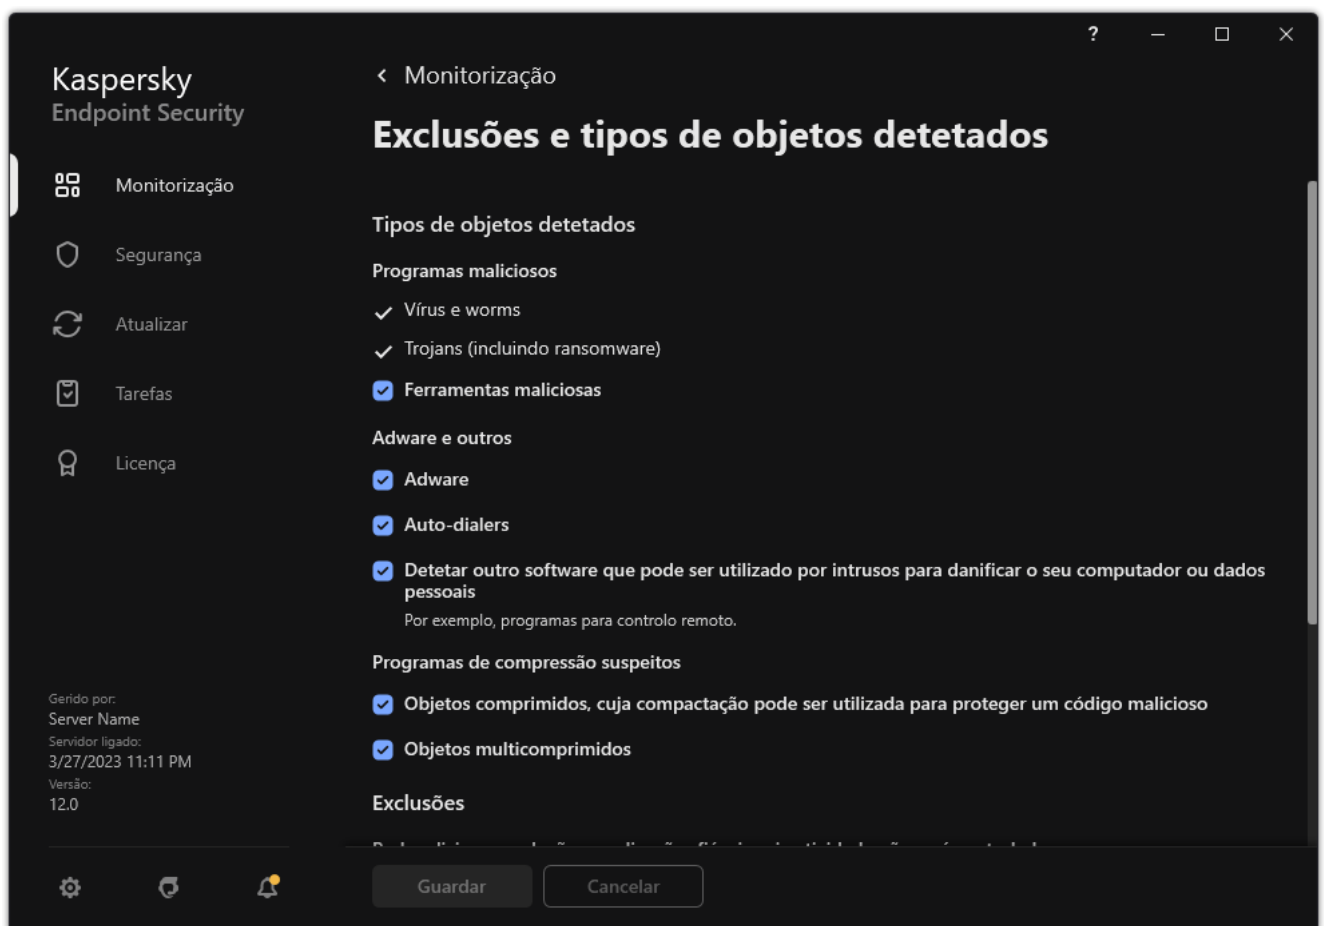 ?
Kaspersky
Endpoint Security
Monitorização
Segurança
Atualizar
Tarefas
Licença
Gerido por:
Server Name
Servidor ligado:
3/27/2023 11:11 PM
Versão:
12.0
Monitorização
Exclusões e tipos de objetos detetados
Tipos de objetos detetados
Programas maliciosos
Vírus e worms
Trojans (incluindo ransomware)
Ferramentas maliciosas
Adware e outros
Adware
Auto-dialers
Detetar outro software que pode ser utilizado por intrusos para danificar o seu computador ou dados
pessoais
Por exemplo, programas para controlo remoto.
Programas de compressão suspeitos
Objetos comprimidos, cuja compactação pode ser utilizada para proteger um código malicioso
Objetos multicomprimidos
Exclusões
Guardar
Cancelar